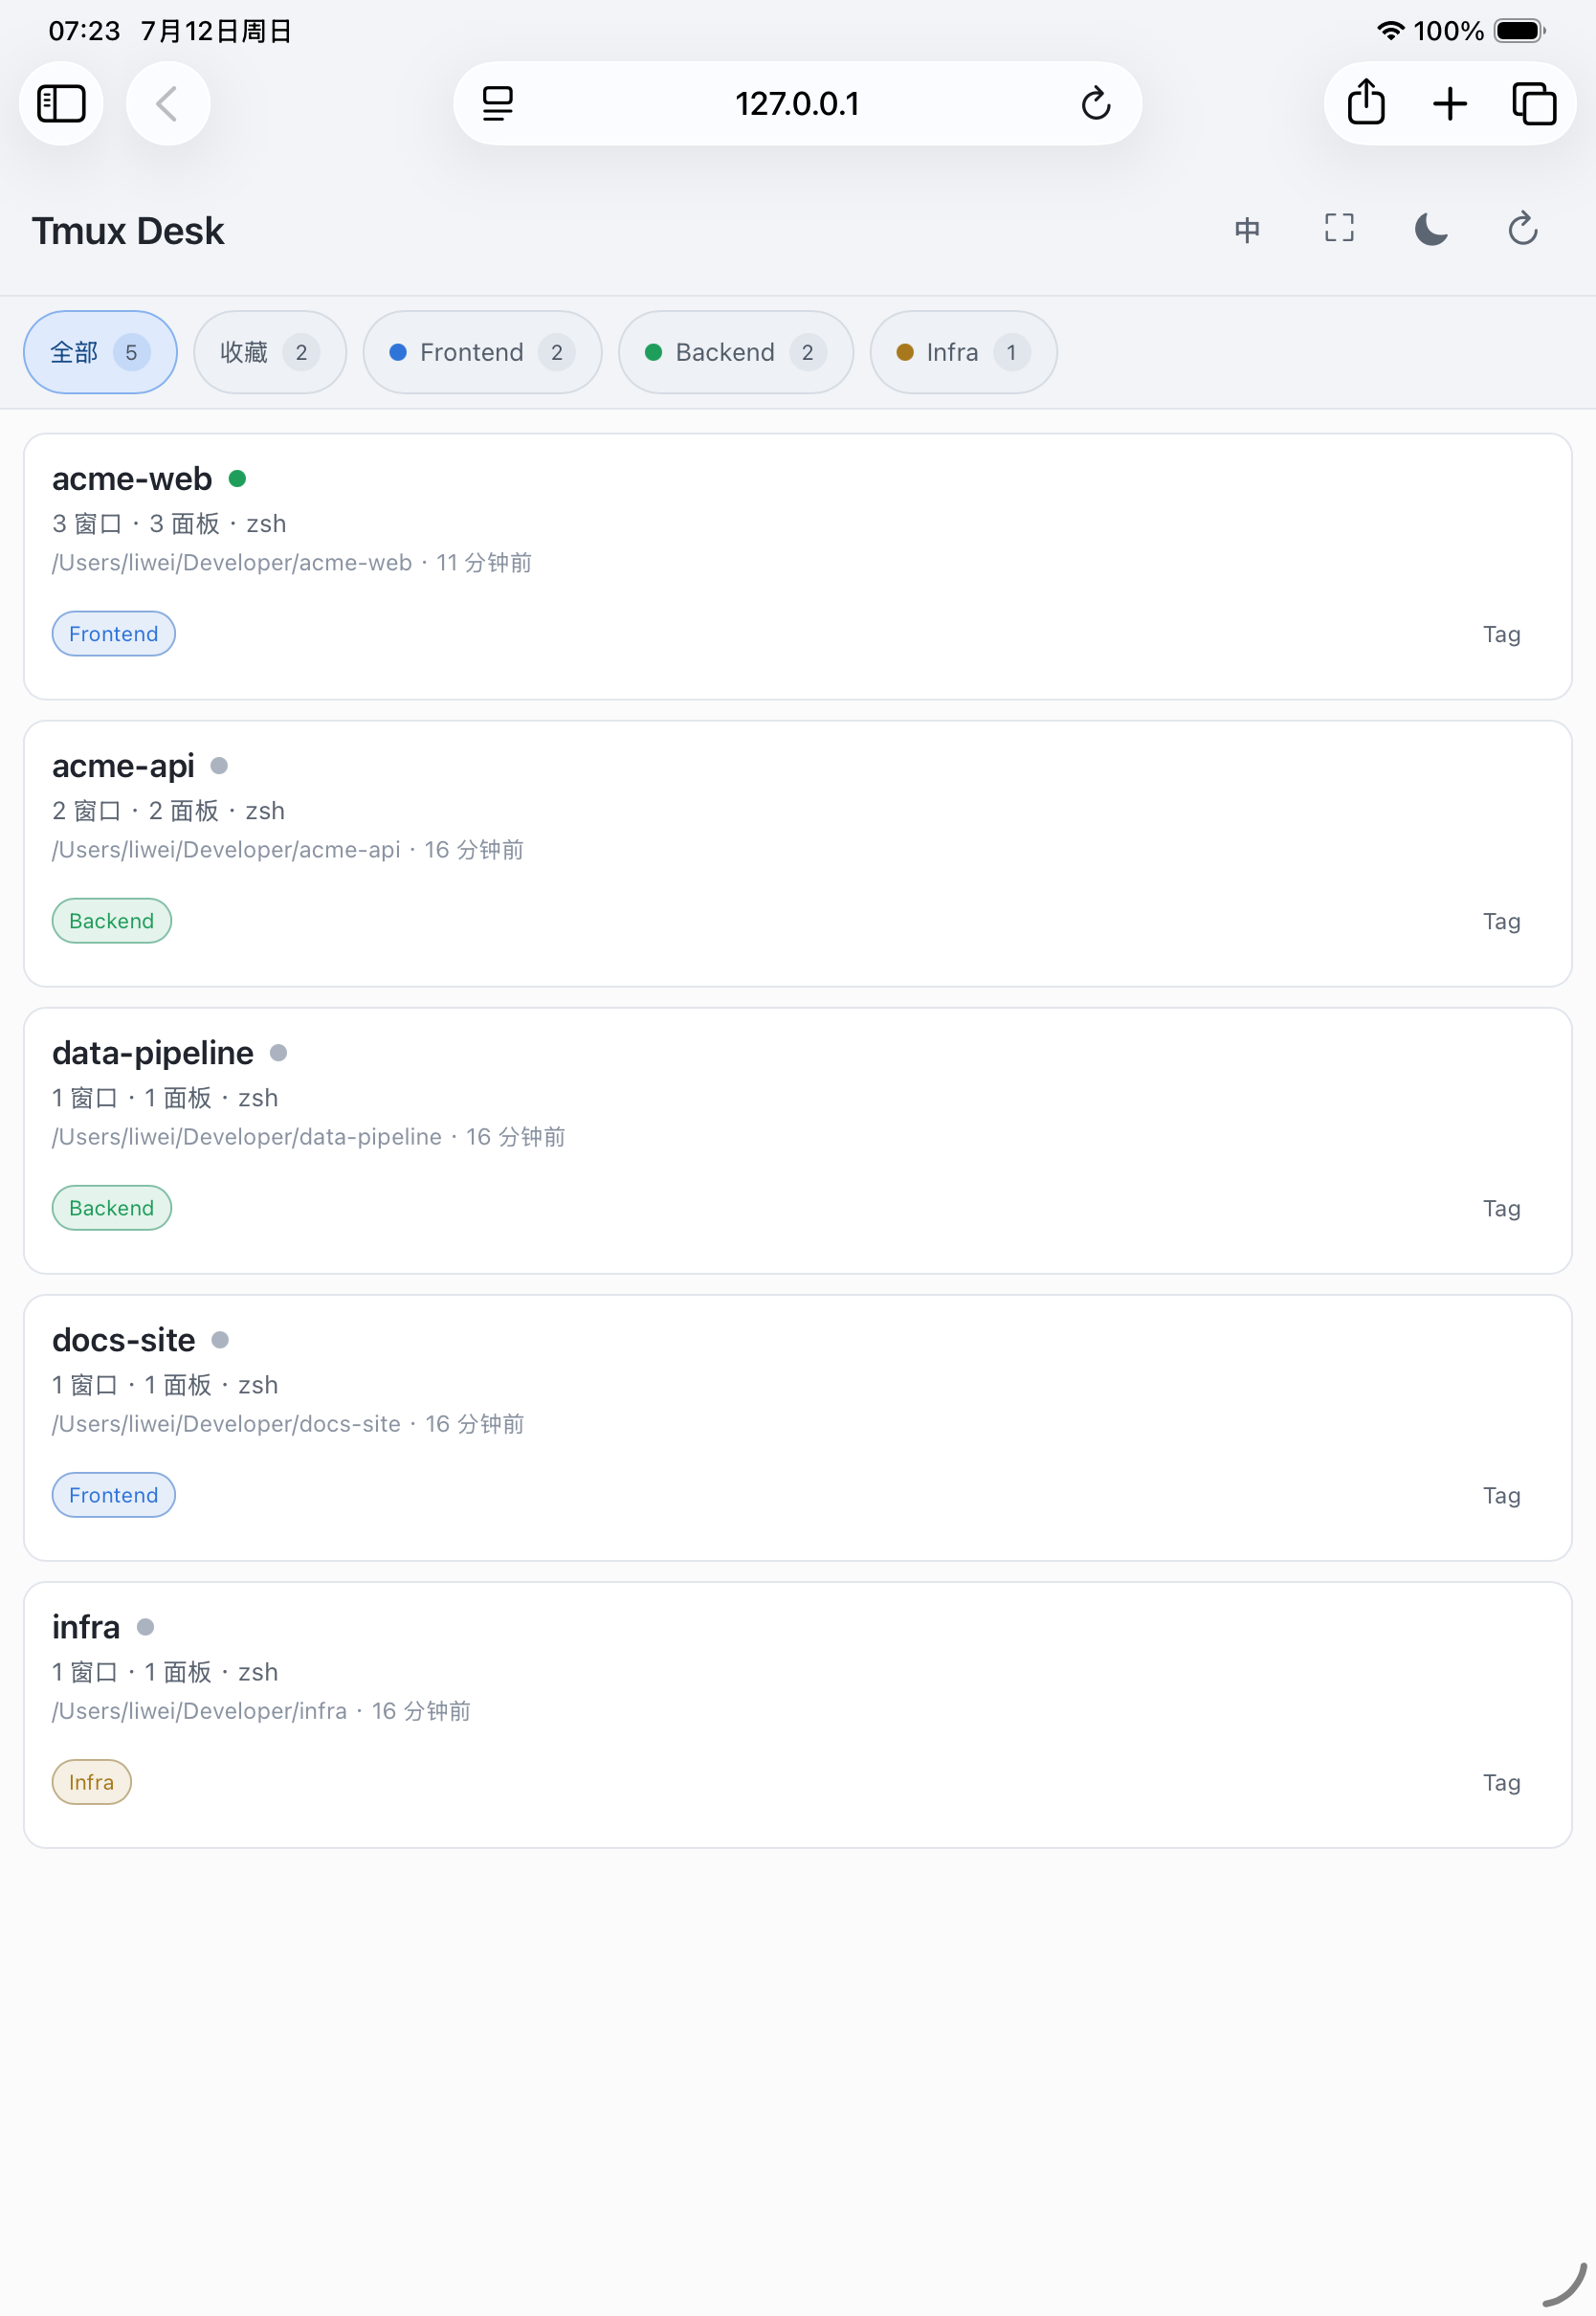 07:23 7月12日周日 100%
127.0.0.1
Tmux Desk 中
全部 5 收藏 2 Frontend 2 Backend 2 Infra 1
acme-web
3 窗口 · 3 面板 · zsh
/Users/liwei/Developer/acme-web · 11 分钟前
Frontend Tag
acme-api
2 窗口 · 2 面板 · zsh
/Users/liwei/Developer/acme-api · 16 分钟前
Backend Tag
data-pipeline
1 窗口 · 1 面板 · zsh
/Users/liwei/Developer/data-pipeline · 16 分钟前
Backend Tag
docs-site
1 窗口 · 1 面板 · zsh
/Users/liwei/Developer/docs-site · 16 分钟前
Frontend Tag
infra
1 窗口 · 1 面板 · zsh
/Users/liwei/Developer/infra · 16 分钟前
Infra Tag